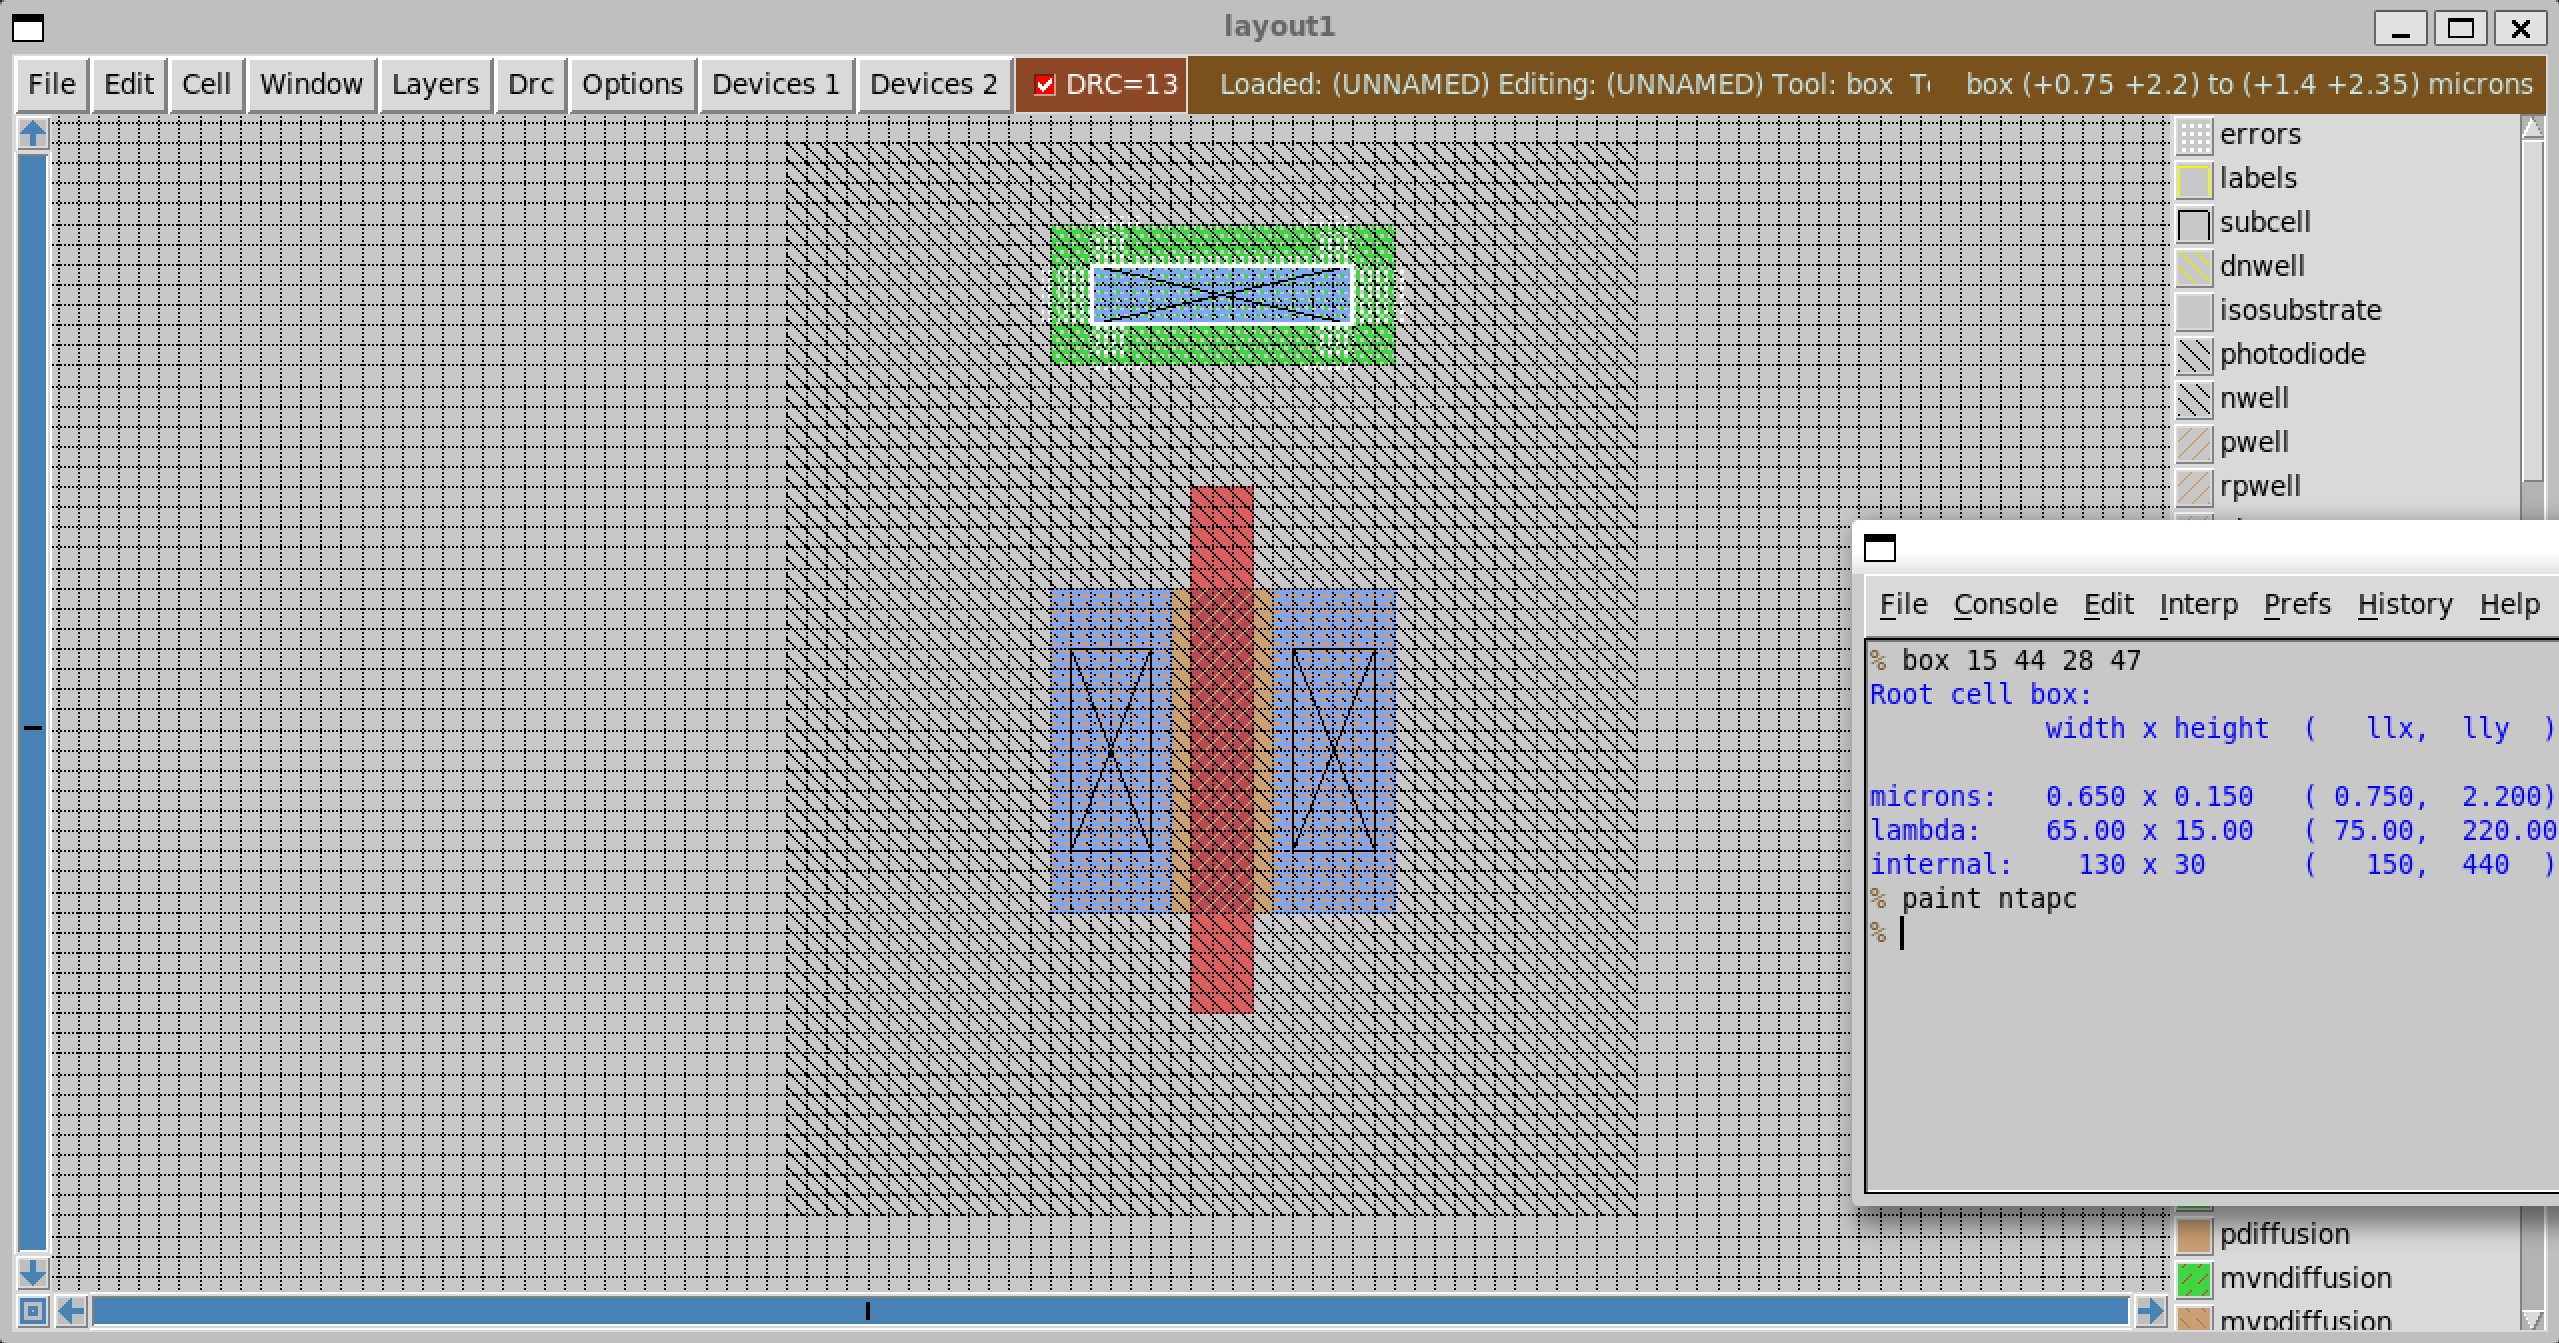 layout1
File Edit Cell Window Layers Drc Options Devices 1 Devices 2 DRC=13 Loaded: (UNNAMED) Editing: (UNNAMED) Tool: box box (+0.75 +2.2) to (+1.4 +2.35) microns
errors
labels
subcell
dnwell
isosubstrate
photodiode
nwell
pwell
rpwell
File Console Edit Interp Prefs History Help
% box 15 44 28 47
Root cell box:
width x height ( llx, lly )
microns: 0.650 x 0.150 ( 0.750, 2.200)
lambda: 65.00 x 15.00 ( 75.00, 220.00
internal: 130 x 30 ( 150, 440 )
% paint ntapc
%
pdiffusion
mvndiffusion
mvpdiffusion